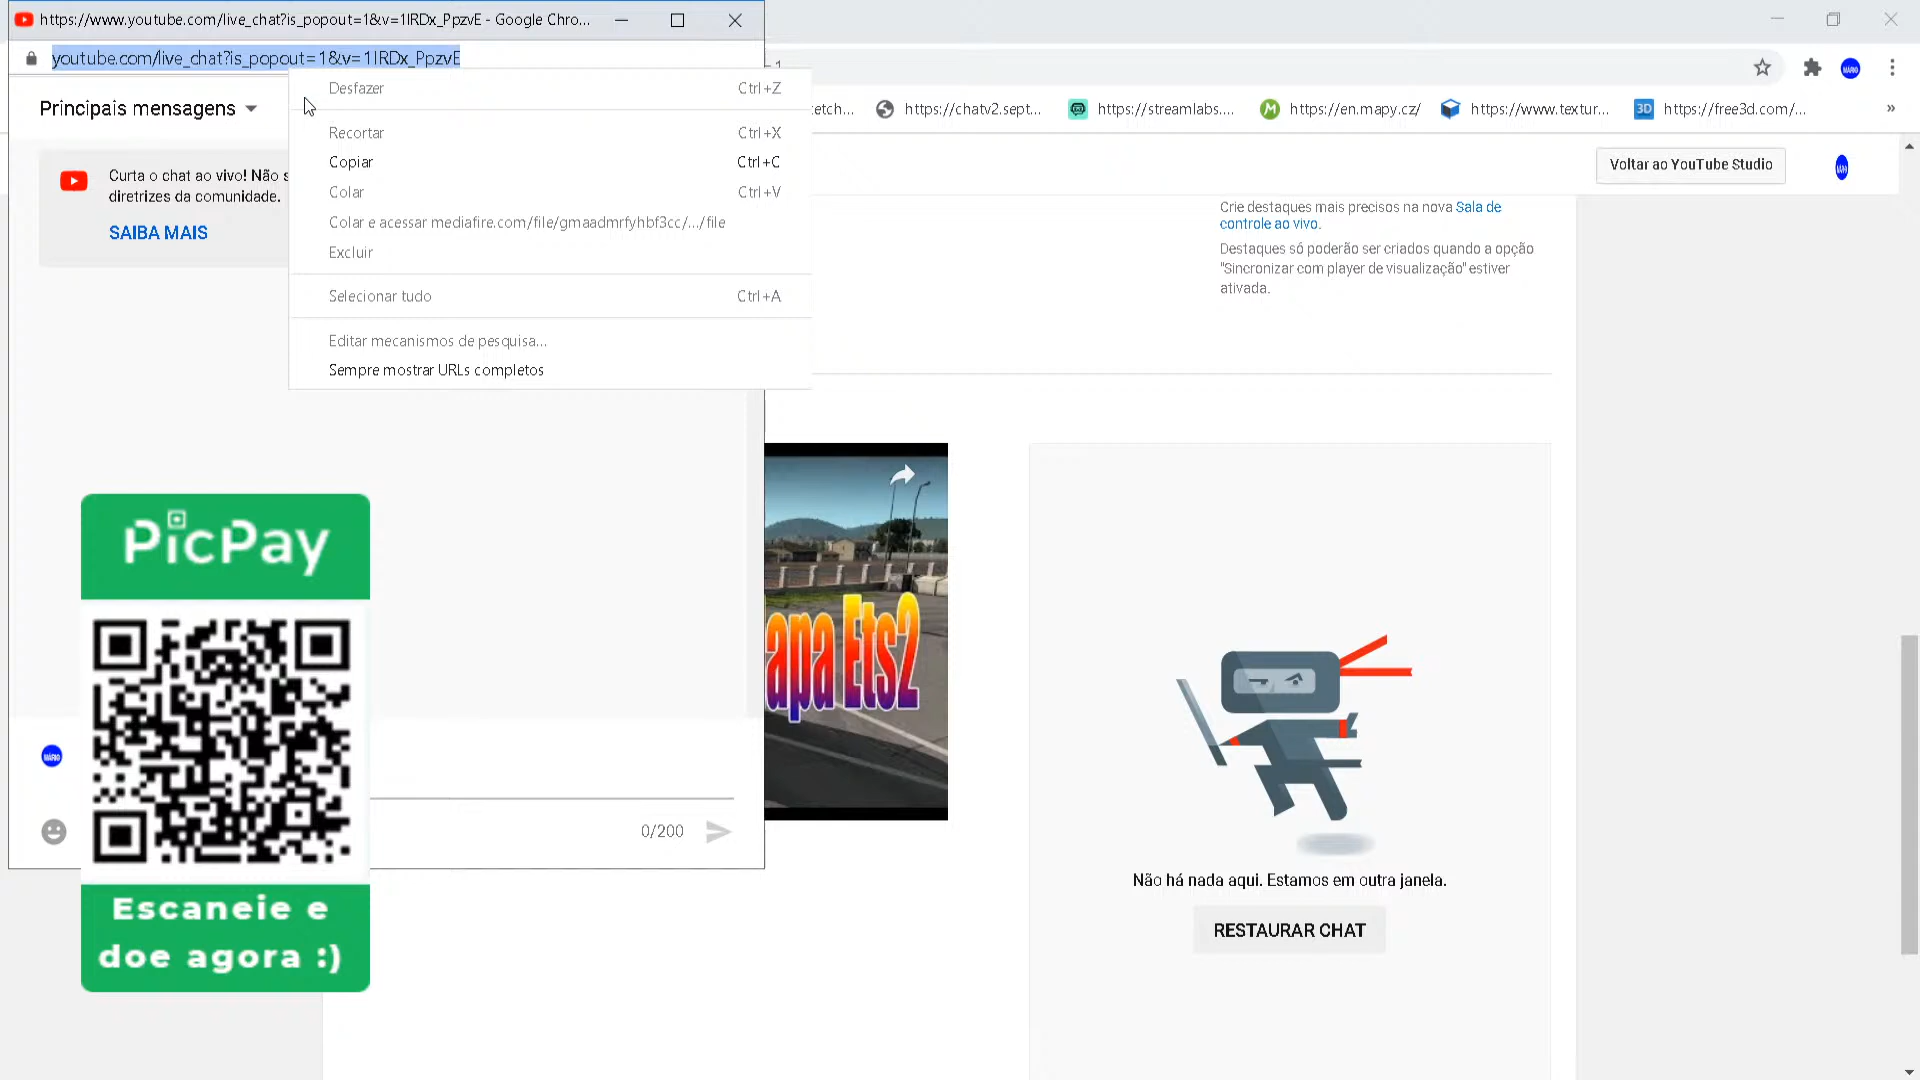 https://www.youtube.com/live_chat?is_popout=1&v=1IRDx_PpzvE - Google Chro...
youtube.com/live_chat?is_popout=1&v=1IRDx_PpzvE
Principais mensagens
Curta o chat ao vivo! Não s
diretrizes da comunidade.
SAIBA MAIS
Desfazer Ctrl+Z
Recortar Ctrl+X
Copiar Ctrl+C
Colar Ctrl+V
Colar e acessar mediafire.com/file/gmaadmrfyhbf3cc/.../file
Excluir
Selecionar tudo Ctrl+A
Editar mecanismos de pesquisa...
Sempre mostrar URLs completos
etch... https://chatv2.sept... https://streamlabs.... https://en.mapy.cz/ https://www.textur... 3D https://free3d.com/... »
Voltar ao YouTube Studio
Crie destaques mais precisos na nova Sala de
controle ao vivo.
Destaques só poderão ser criados quando a opção
"Sincronizar com player de visualização" estiver
ativada.
apa Ets2
PicPay
Escaneie e
doe agora :)
MÁRIO
0/200
Não há nada aqui. Estamos em outra janela.
RESTAURAR CHAT